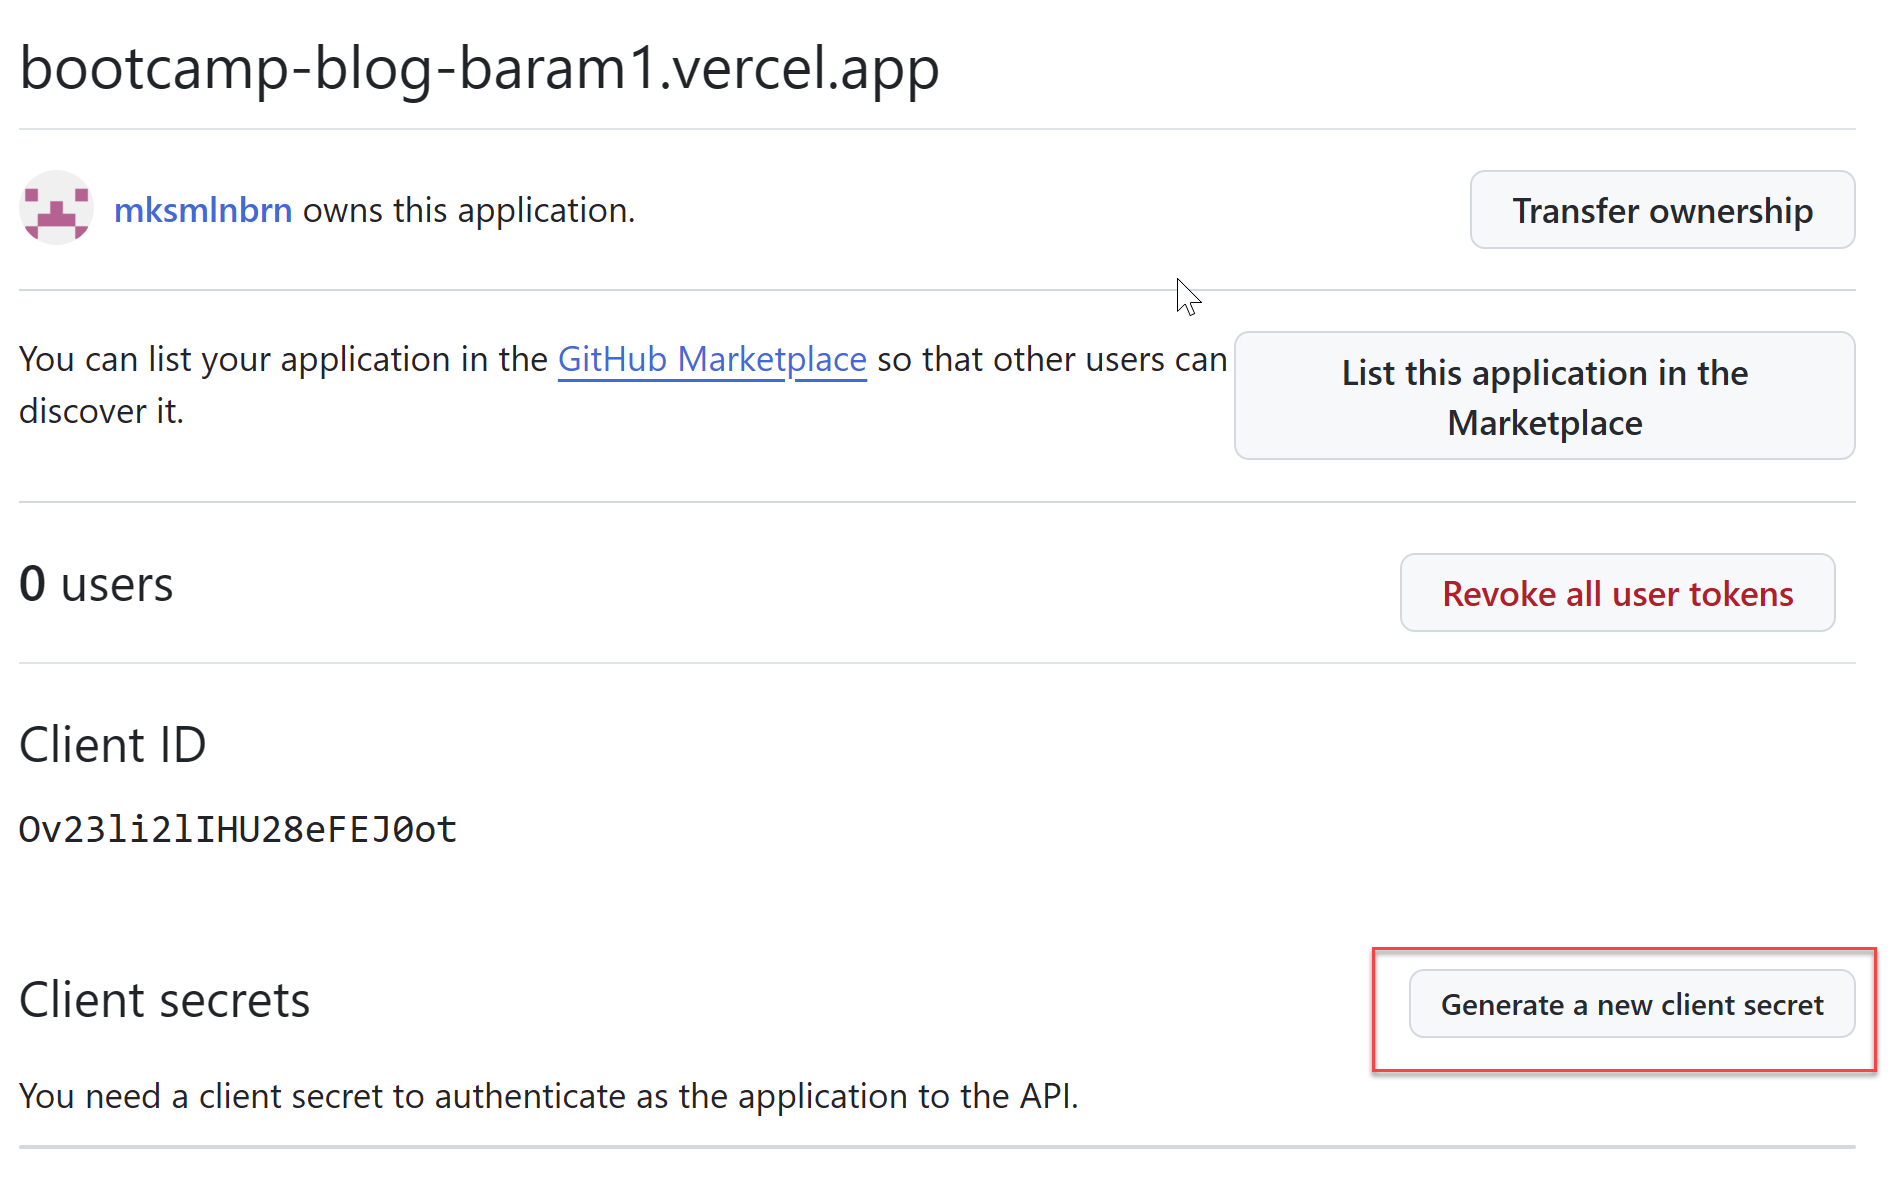 bootcamp-blog-baram1.vercel.app
mksmlnbrn owns this application.
Transfer ownership
You can list your application in the GitHub Marketplace so that other users can
discover it.
List this application in the
Marketplace
0 users
Revoke all user tokens
Client ID
Ov23li2lIHU28eFEJ0ot
Client secrets
Generate a new client secret
You need a client secret to authenticate as the application to the API.